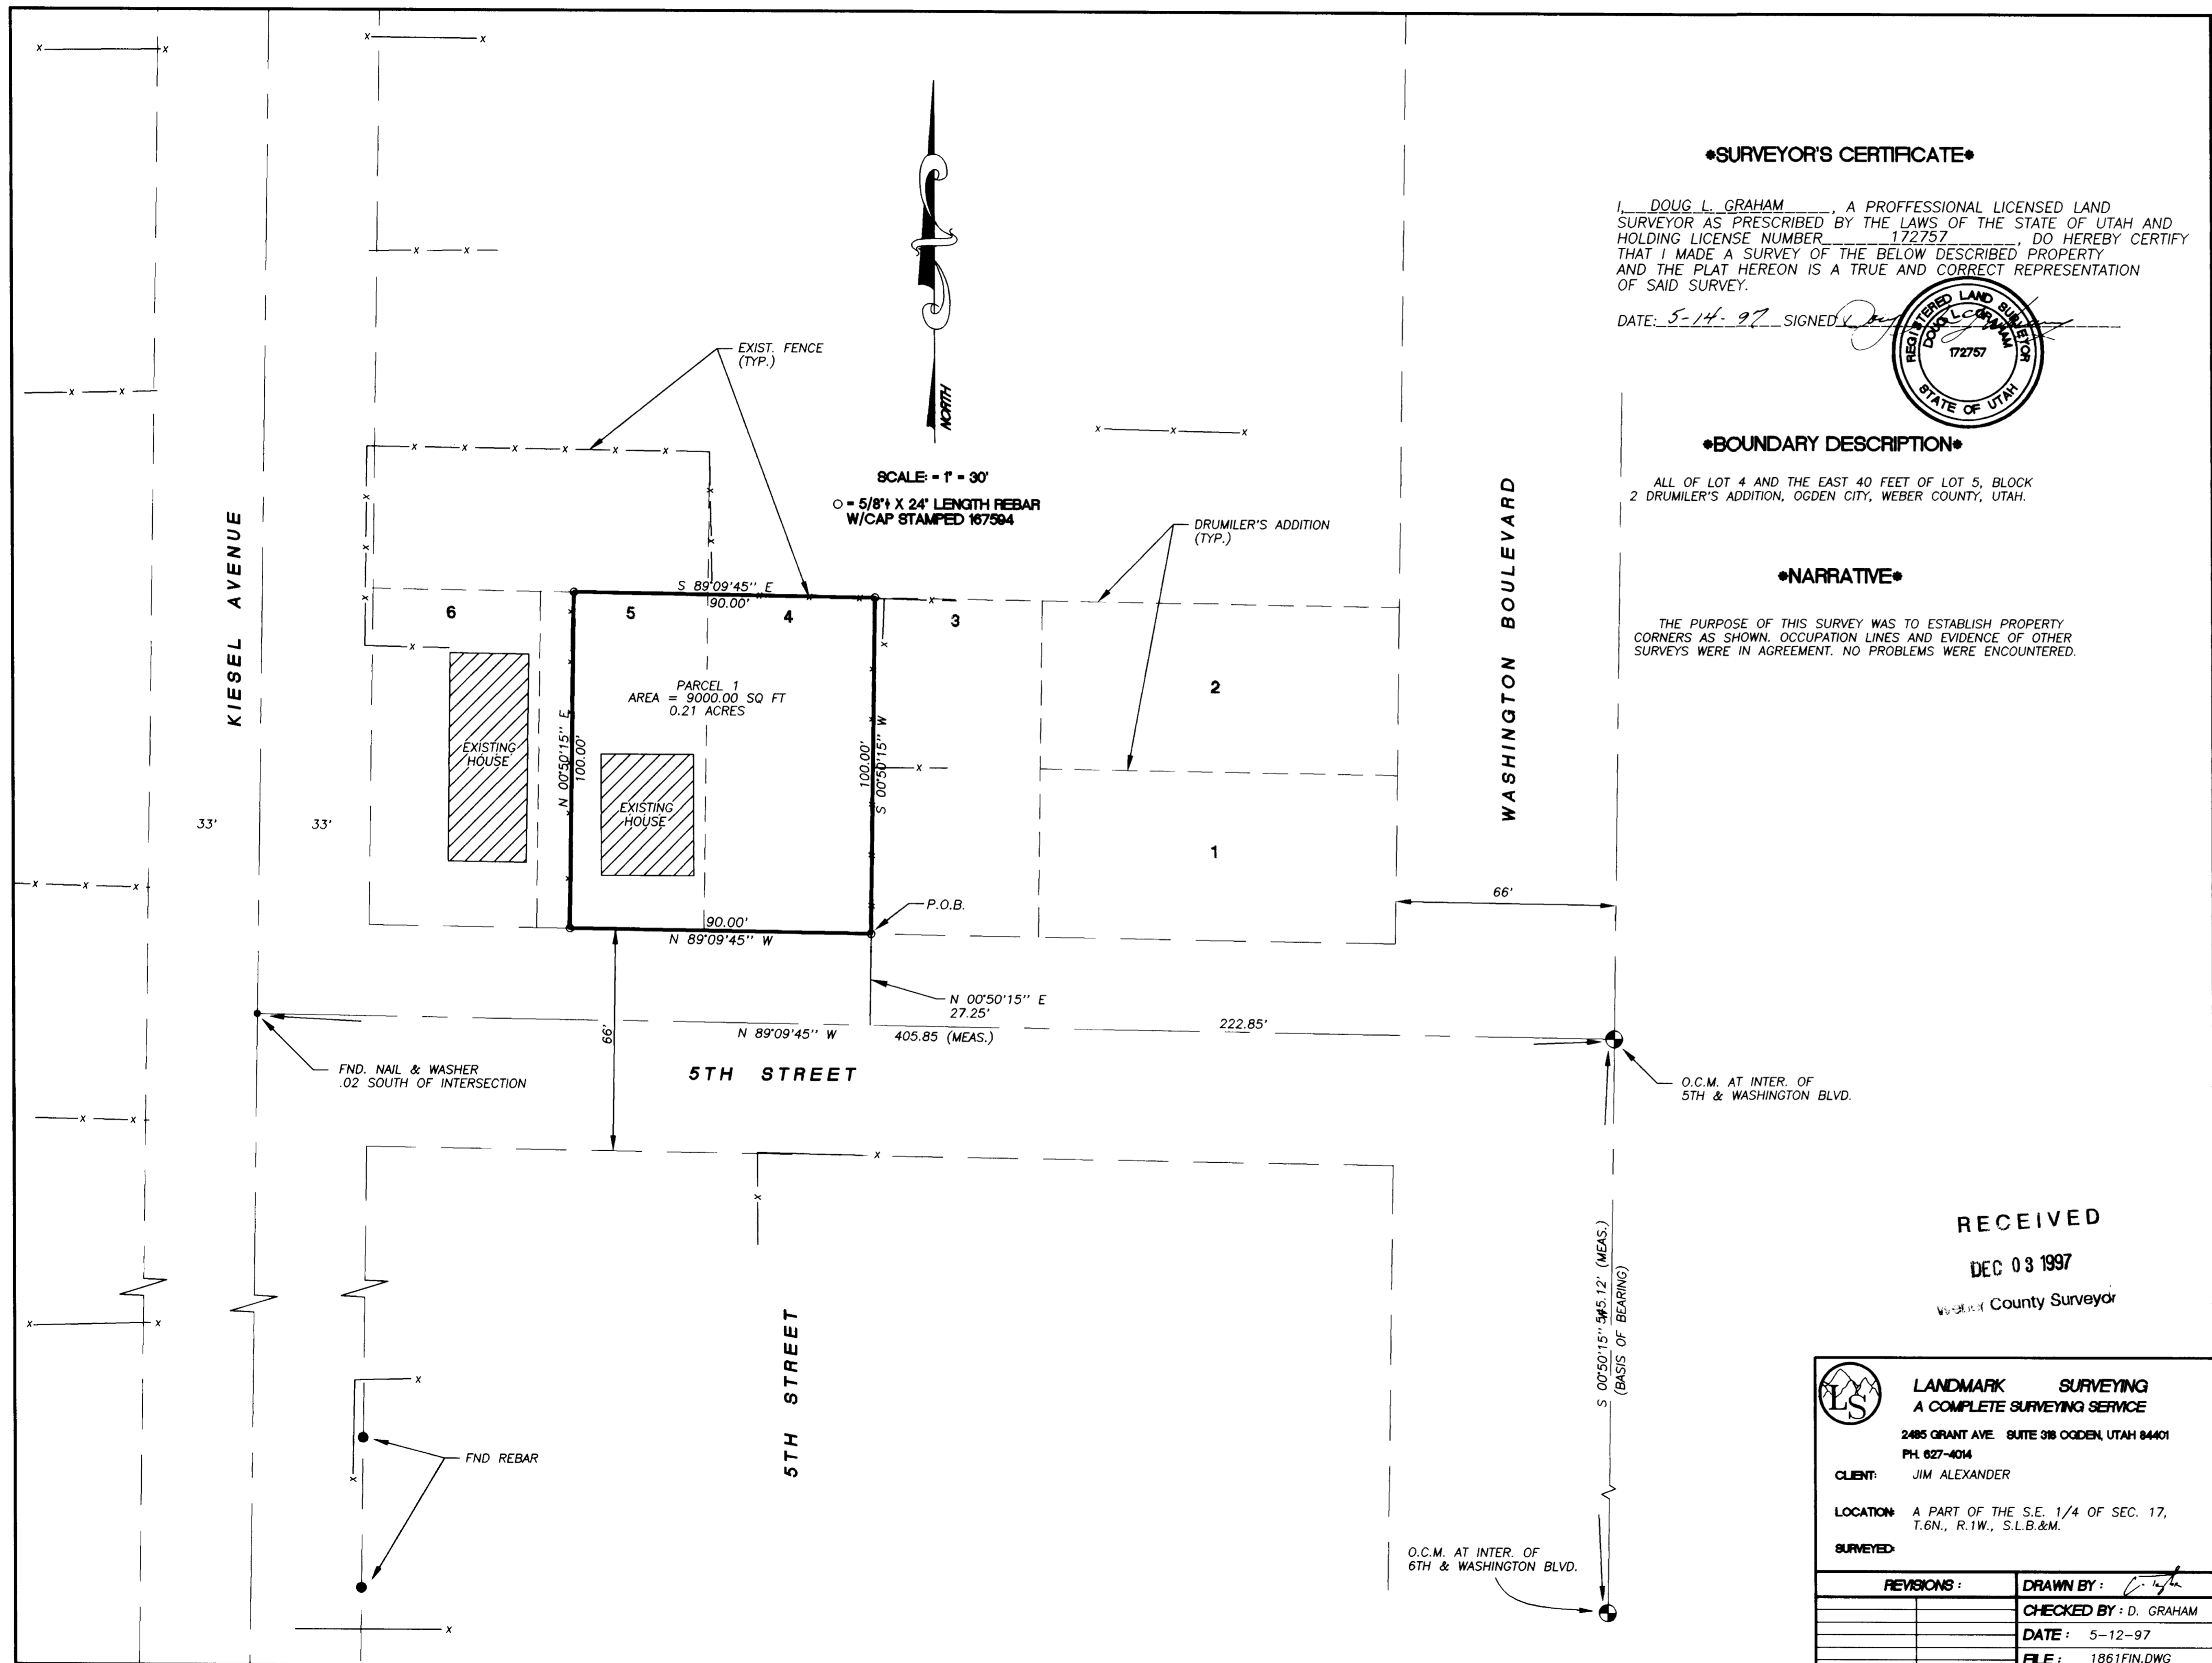 KIESEL AVENUE
33'
33'
EXIST. FENCE
(TYP.)
NORTH
SCALE: = 1" = 30'
○ = 5/8"⌀ X 24" LENGTH REBAR
W/CAP STAMPED 167594
DRUMILER'S ADDITION
(TYP.)
WASHINGTON BOULEVARD
6
5
4
3
2
1
S 89°09'45'' E
90.00'
PARCEL 1
AREA = 9000.00 SQ FT
0.21 ACRES
N 00°50'15'' E
100.00'
100.00'
S 00°50'15'' W
EXISTING
HOUSE
EXISTING
HOUSE
90.00'
N 89°09'45'' W
P.O.B.
66'
66'
N 00°50'15'' E
27.25'
N 89°09'45'' W
405.85 (MEAS.)
222.85'
FND. NAIL & WASHER
.02 SOUTH OF INTERSECTION
5TH STREET
O.C.M. AT INTER. OF
5TH & WASHINGTON BLVD.
5TH STREET
S 00°50'15'' 545.12' (MEAS.)
(BASIS OF BEARING)
FND REBAR
O.C.M. AT INTER. OF
6TH & WASHINGTON BLVD.
*SURVEYOR'S CERTIFICATE*
I, DOUG L. GRAHAM, A PROFFESSIONAL LICENSED LAND
SURVEYOR AS PRESCRIBED BY THE LAWS OF THE STATE OF UTAH AND
HOLDING LICENSE NUMBER 172757, DO HEREBY CERTIFY
THAT I MADE A SURVEY OF THE BELOW DESCRIBED PROPERTY
AND THE PLAT HEREON IS A TRUE AND CORRECT REPRESENTATION
OF SAID SURVEY.
DATE: 5-14-97 SIGNED
REGISTERED LAND SURVEYOR
DOUG L. GRAHAM
172757
STATE OF UTAH
*BOUNDARY DESCRIPTION*
ALL OF LOT 4 AND THE EAST 40 FEET OF LOT 5, BLOCK
2 DRUMILER'S ADDITION, OGDEN CITY, WEBER COUNTY, UTAH.
*NARRATIVE*
THE PURPOSE OF THIS SURVEY WAS TO ESTABLISH PROPERTY
CORNERS AS SHOWN. OCCUPATION LINES AND EVIDENCE OF OTHER
SURVEYS WERE IN AGREEMENT. NO PROBLEMS WERE ENCOUNTERED.
RECEIVED
DEC 03 1997
Weber County Surveyor
LS
LANDMARK SURVEYING
A COMPLETE SURVEYING SERVICE
2485 GRANT AVE. SUITE 318 OGDEN, UTAH 84401
PH. 627-4014
CLIENT: JIM ALEXANDER
LOCATION: A PART OF THE S.E. 1/4 OF SEC. 17,
T.6N., R.1W., S.L.B.&M.
SURVEYED:
REVISIONS :
DRAWN BY :
CHECKED BY : D. GRAHAM
DATE : 5-12-97
FILE : 1861FIN.DWG